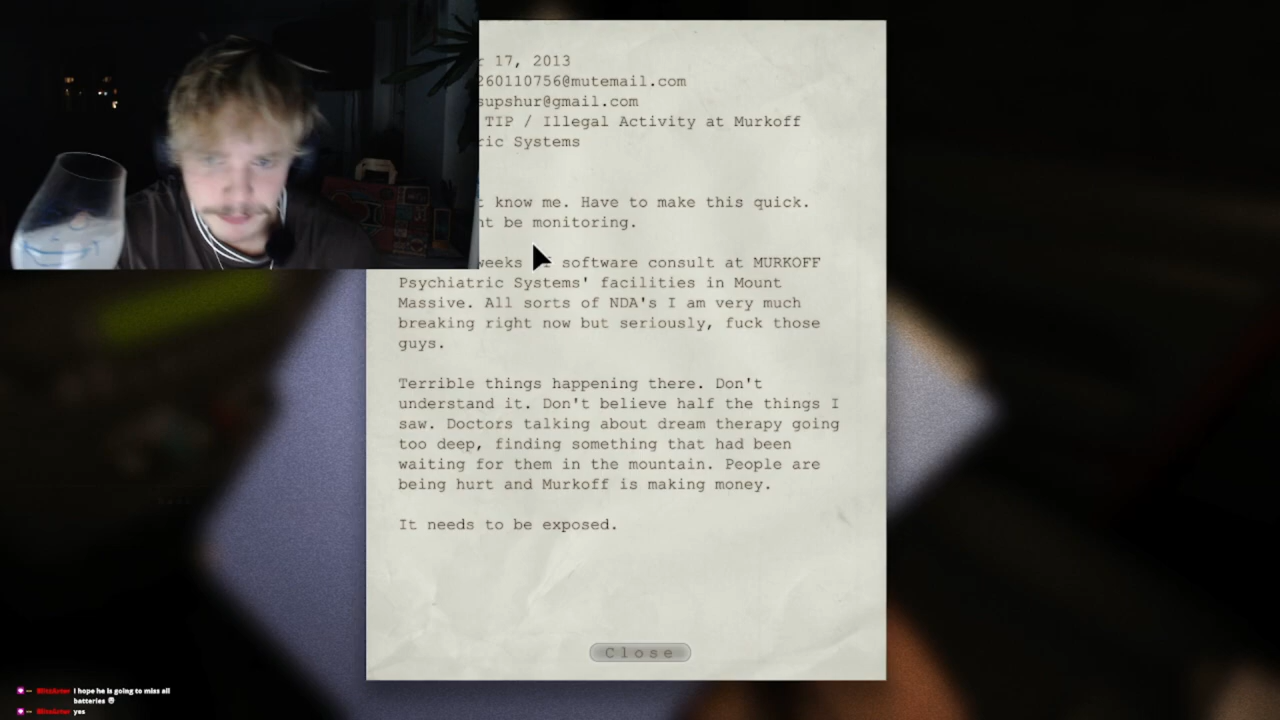 17, 2013
260110756@mutemail.com
supshur@gmail.com
TIP / Illegal Activity at Murkoff
ric Systems
know me. Have to make this quick.
be monitoring.
weeks software consult at MURKOFF
Psychiatric Systems' facilities in Mount
Massive. All sorts of NDA's I am very much
breaking right now but seriously, fuck those
guys.
Terrible things happening there. Don't
understand it. Don't believe half the things I
saw. Doctors talking about dream therapy going
too deep, finding something that had been
waiting for them in the mountain. People are
being hurt and Murkoff is making money.
It needs to be exposed.
Close
I hope he is going to miss all
batteries
yes